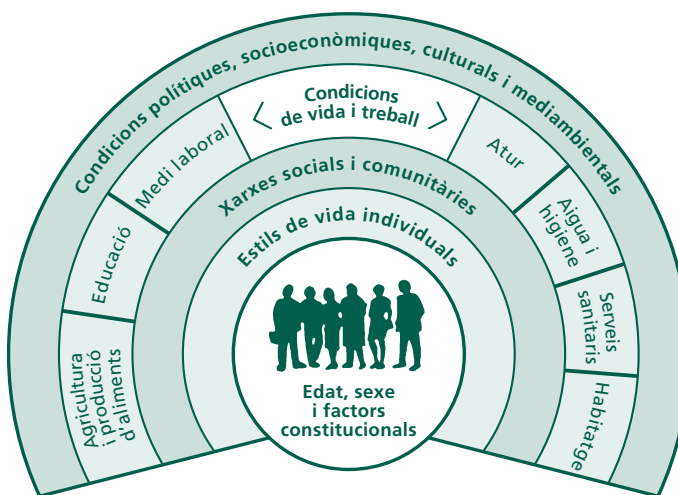 Condicions polítiques, socioeconòmiques, culturals i mediambientals
Condicions
de vida i treball
Agricultura
i producció
d'aliments
Educació
Medi laboral
Atur
Aigua i
higiene
Serveis
sanitaris
Habitatge
Xarxes socials i comunitàries
Estils de vida individuals
Edat, sexe
i factors
constitucionals